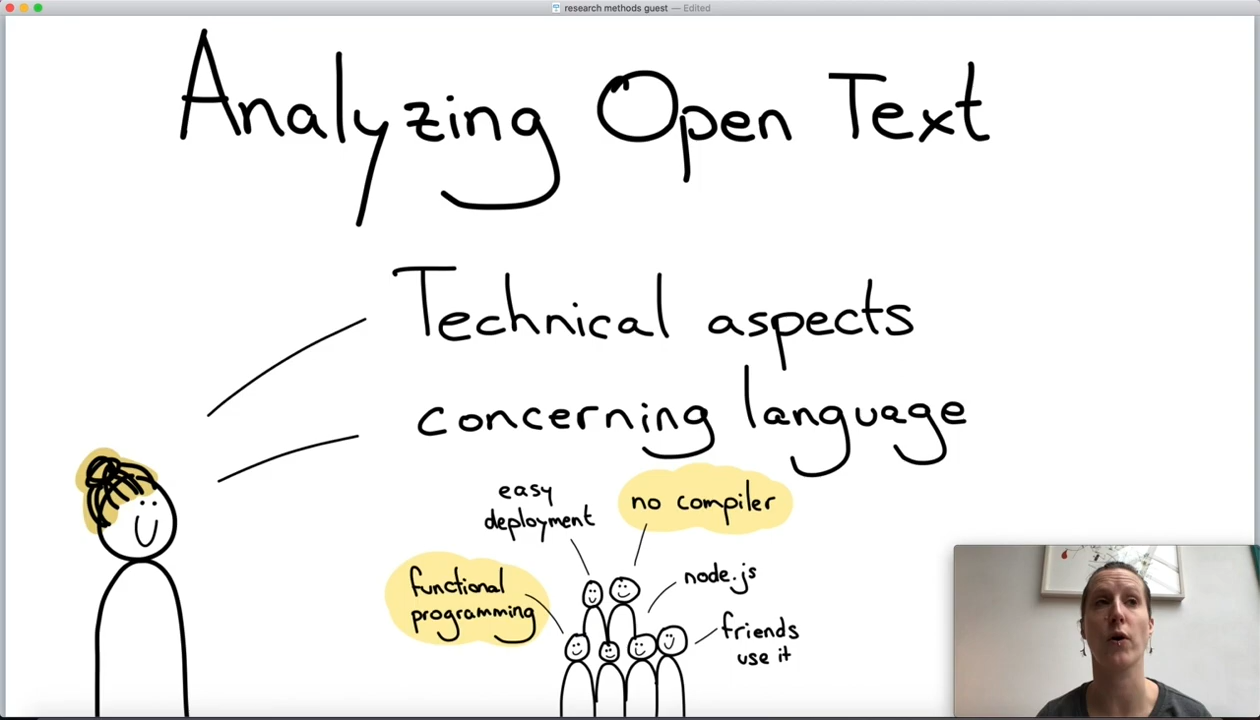 research methods guest — Edited
Analyzing Open Text
Technical aspects
concerning language
easy
deployment
no compiler
functional
programming
node.js
friends
use it